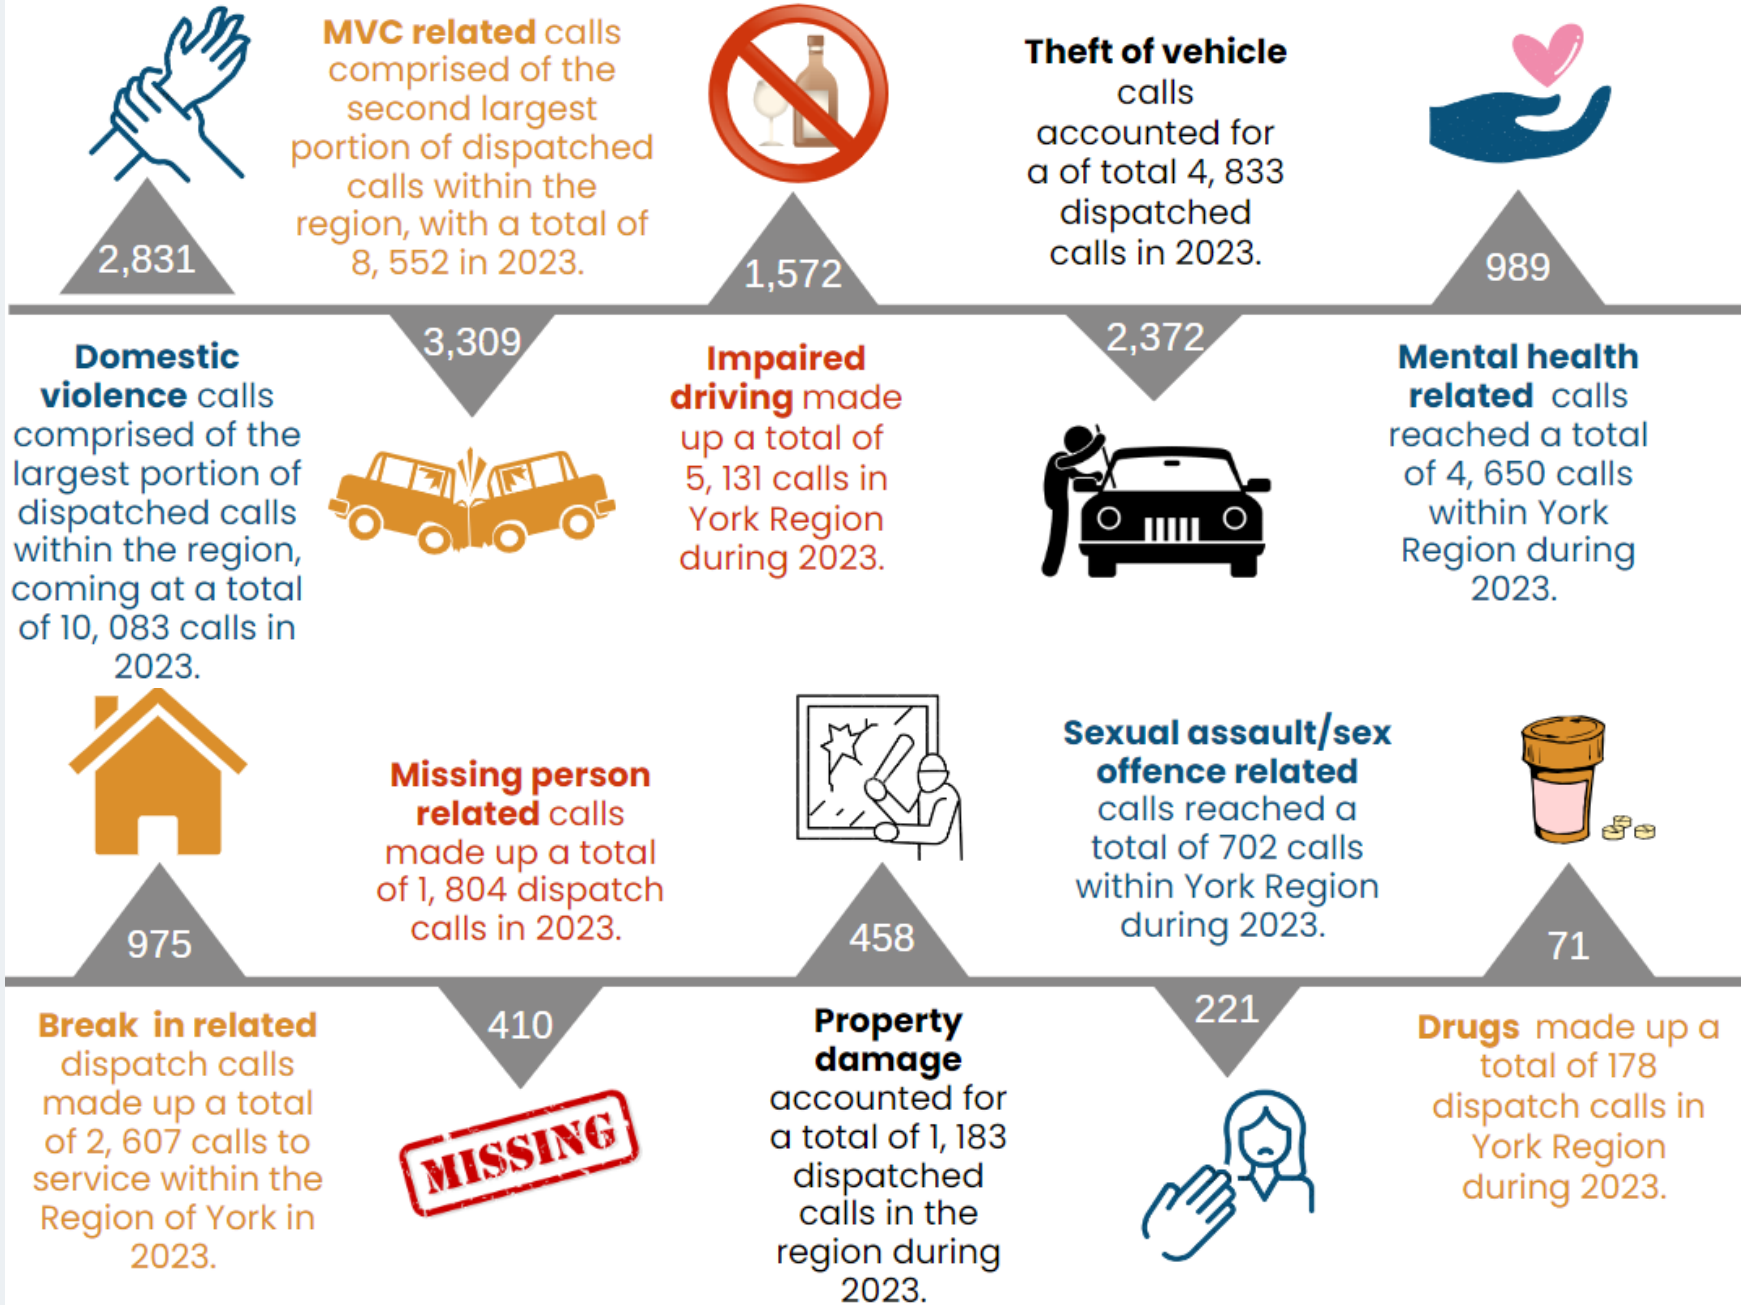 2,831
Domestic
violence calls
comprised of the
largest portion of
dispatched calls
within the region,
coming at a total
of 10, 083 calls in
2023.
MVC related calls
comprised of the
second largest
portion of dispatched
calls within the
region, with a total of
8, 552 in 2023.
3,309
1,572
Impaired
driving made
up a total of
5, 131 calls in
York Region
during 2023.
Theft of vehicle
calls
accounted for
a of total 4, 833
dispatched
calls in 2023.
2,372
989
Mental health
related calls
reached a total
of 4, 650 calls
within York
Region during
2023.
975
Break in related
dispatch calls
made up a total
of 2, 607 calls to
service within the
Region of York in
2023.
Missing person
related calls
made up a total
of 1, 804 dispatch
calls in 2023.
410
MISSING
458
Property
damage
accounted for
a total of 1, 183
dispatched
calls in the
region during
2023.
Sexual assault/sex
offence related
calls reached a
total of 702 calls
within York Region
during 2023.
221
71
Drugs made up a
total of 178
dispatch calls in
York Region
during 2023.